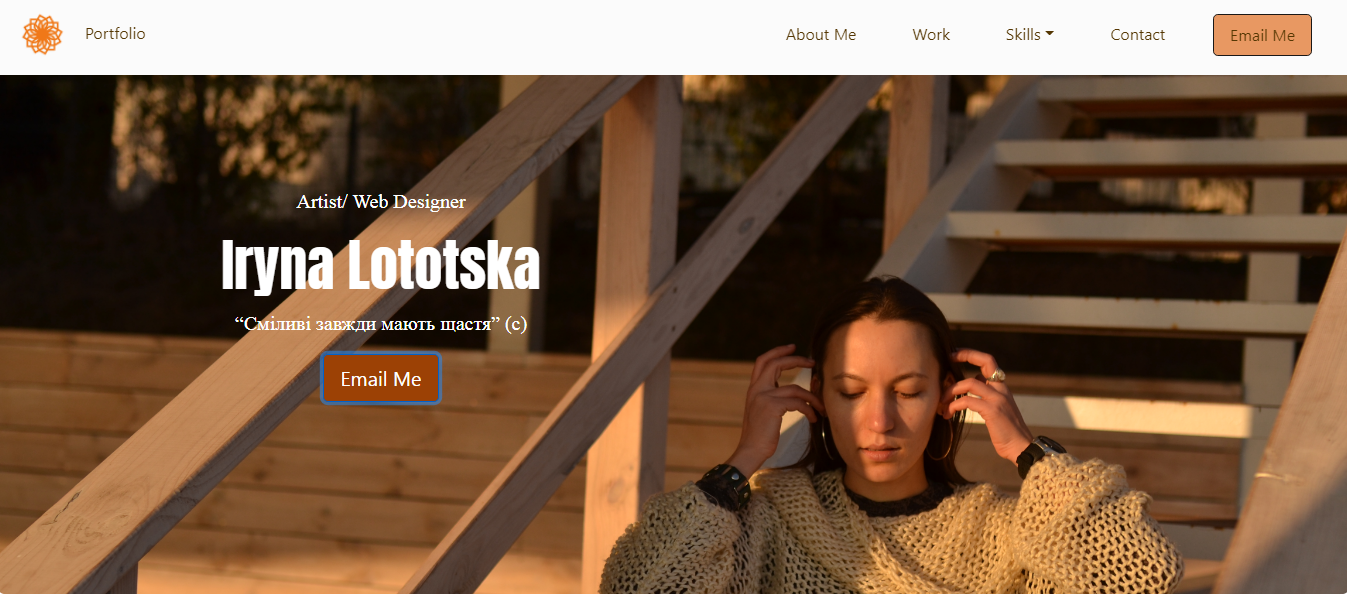 Portfolio
About Me
Work
Skills
Contact
Email Me
Artist/ Web Designer
Iryna Lototska
“Сміливі завжди мають щастя” (с)
Email Me